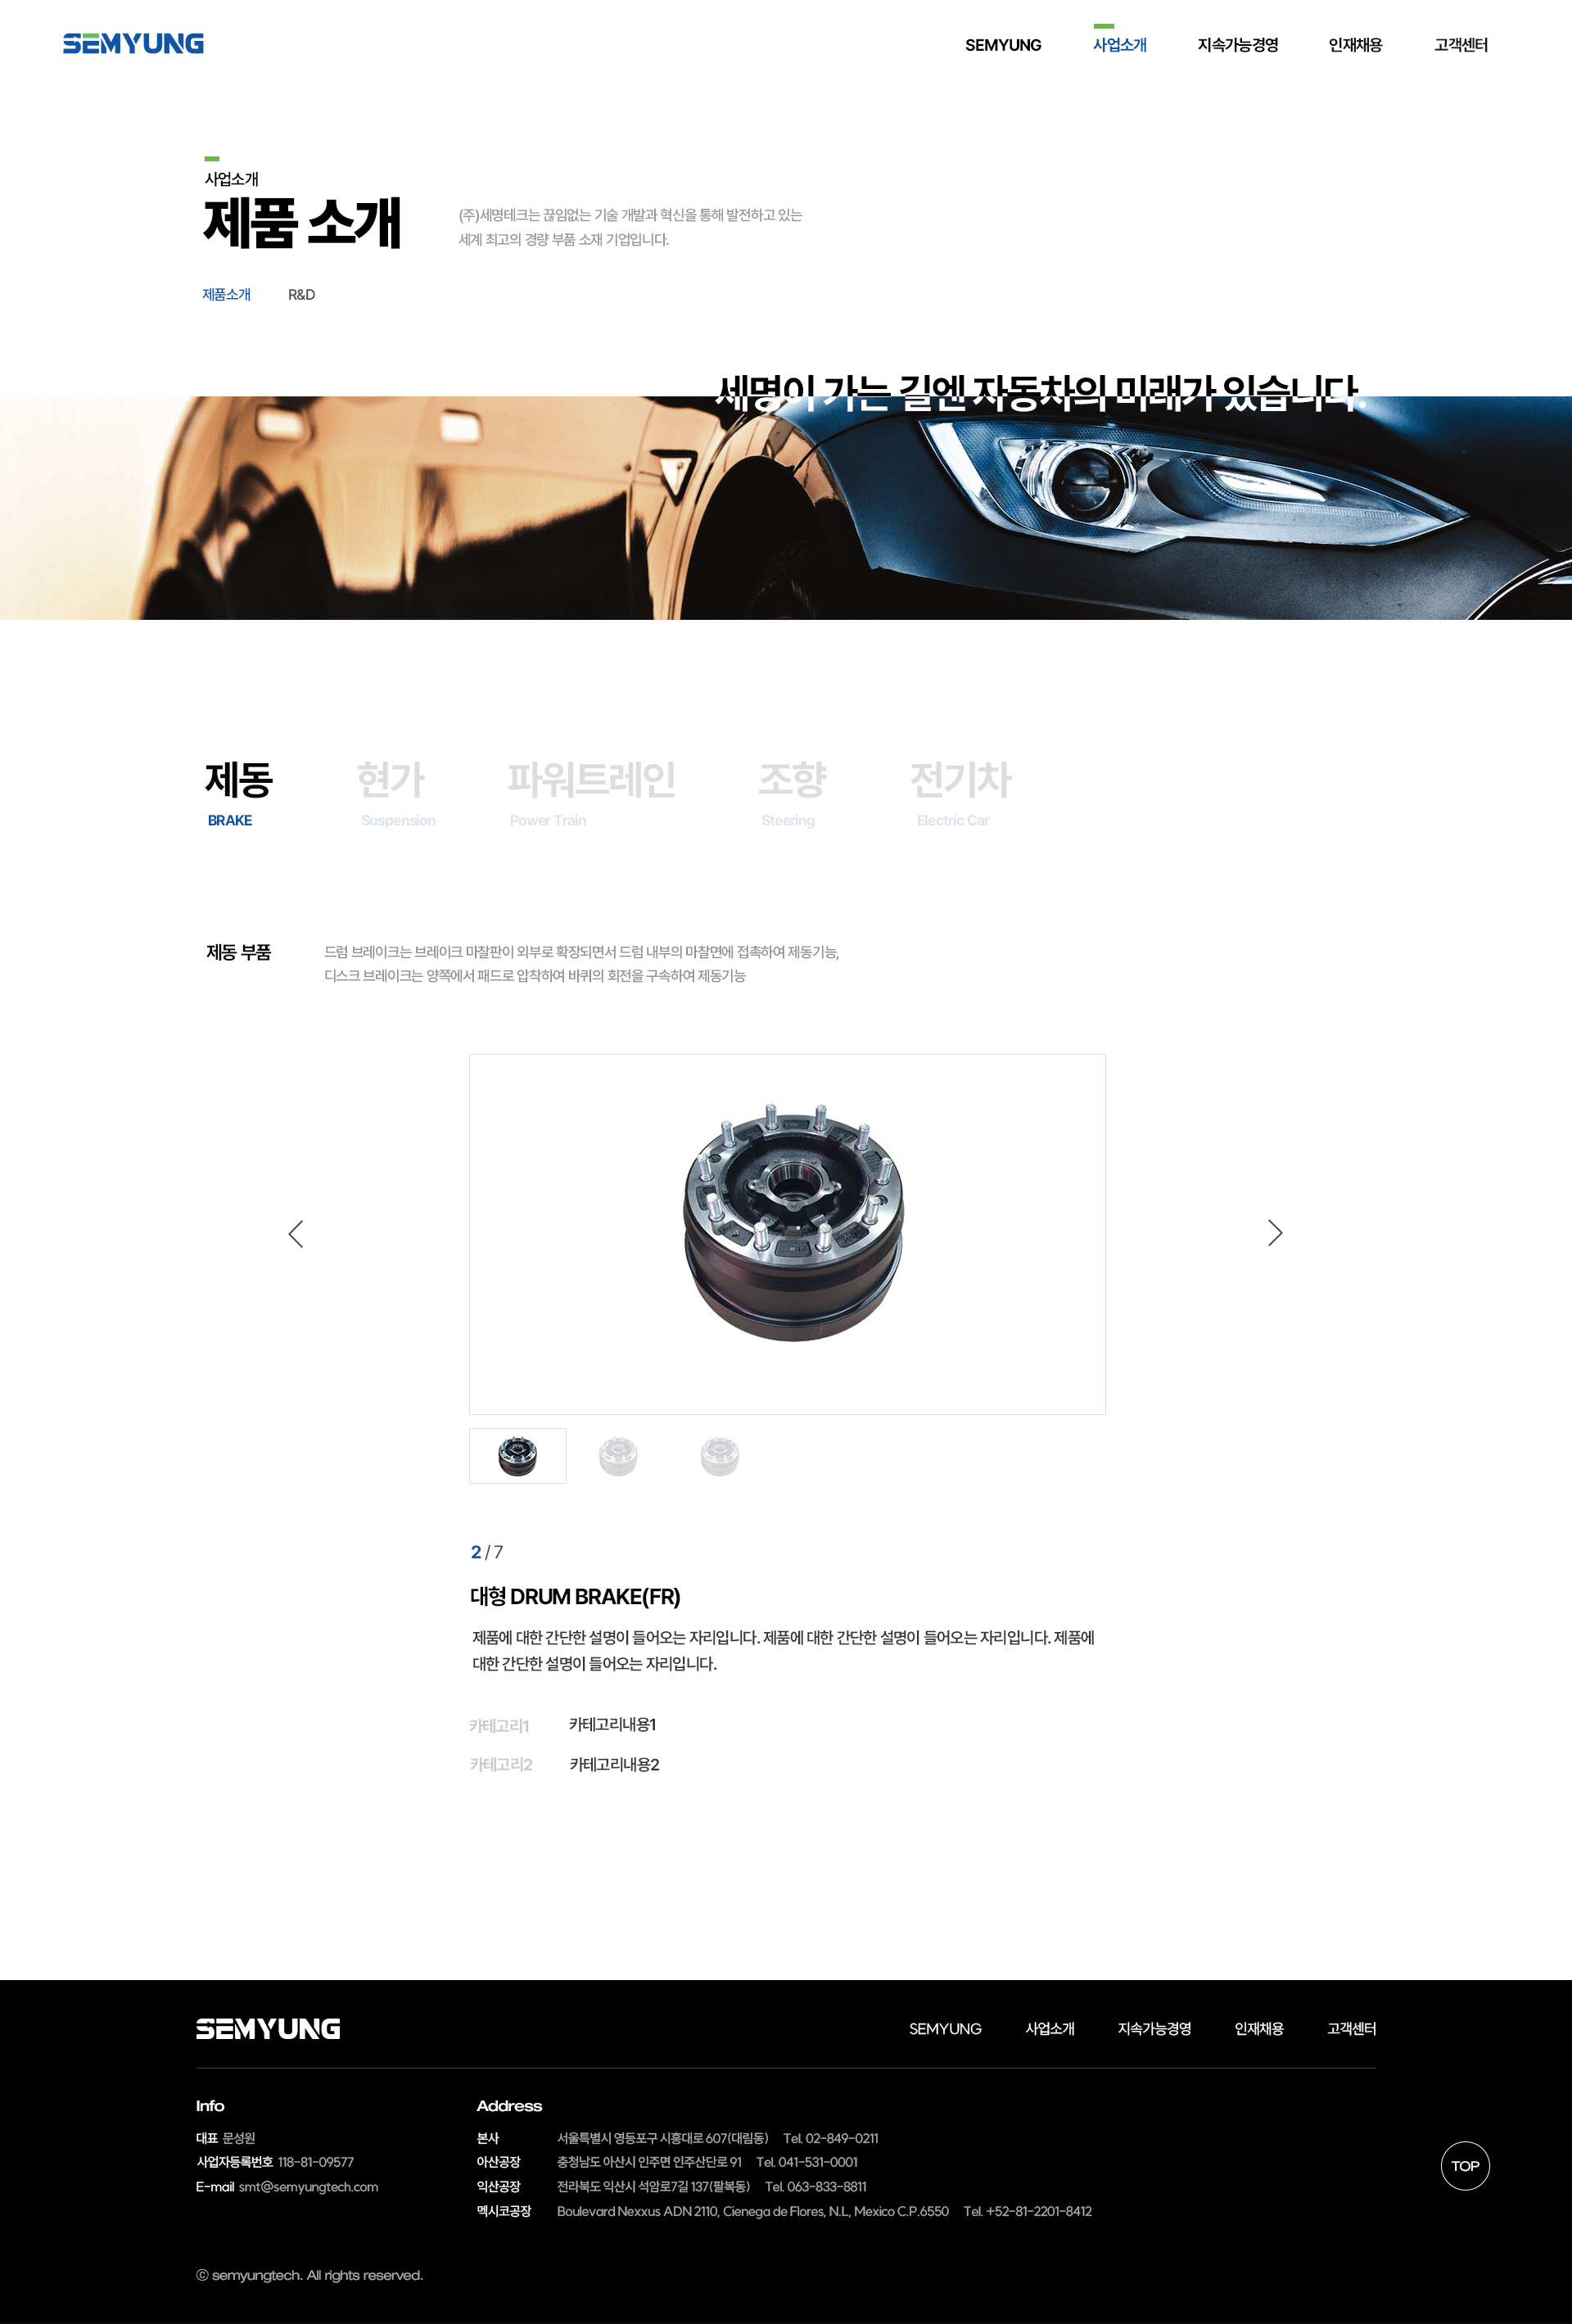 SEMYUNG
SEMYUNG 사업소개 지속가능경영 인재채용 고객센터
사업소개
제품 소개
(주)세명테크는 끊임없는 기술 개발과 혁신을 통해 발전하고 있는
세계 최고의 경량 부품 소재 기업입니다.
제품소개 R&D
세명이 가는 길엔 자동차의 미래가 있습니다.
제동 현가 파워트레인 조향 전기차
BRAKE Suspension Power Train Steering Electric Car
제동 부품
드럼 브레이크는 브레이크 마찰판이 외부로 확장되면서 드럼 내부의 마찰면에 접촉하여 제동기능,
디스크 브레이크는 양쪽에서 패드로 압착하여 바퀴의 회전을 구속하여 제동기능
2 / 7
대형 DRUM BRAKE(FR)
제품에 대한 간단한 설명이 들어오는 자리입니다. 제품에 대한 간단한 설명이 들어오는 자리입니다. 제품에
대한 간단한 설명이 들어오는 자리입니다.
카테고리1 카테고리내용1
카테고리2 카테고리내용2
SEMYUNG
SEMYUNG 사업소개 지속가능경영 인재채용 고객센터
Info
대표 문성원
사업자등록번호 118-81-09577
E-mail smt@semyungtech.com
Address
본사 서울특별시 영등포구 시흥대로 607(대림동) Tel. 02-849-0211
아산공장 충청남도 아산시 인주면 인주산단로 91 Tel. 041-531-0001
익산공장 전라북도 익산시 석암로7길 137(팔복동) Tel. 063-833-8811
멕시코공장 Boulevard Nexxus ADN 2110, Cienega de Flores, N.L, Mexico C.P.6550 Tel. +52-81-2201-8412
TOP
ⓒ semyungtech. All rights reserved.